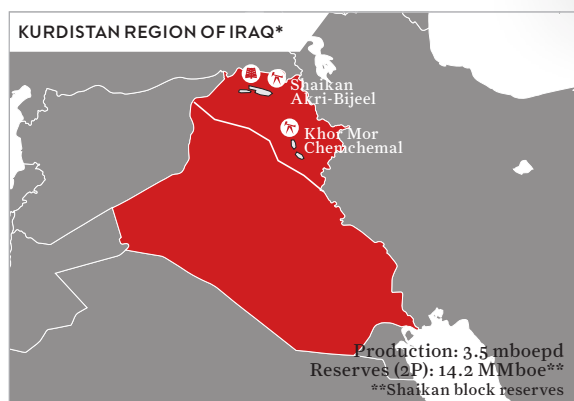 KURDISTAN REGION OF IRAQ*
Shaikan
Akri-Bijeel
Khor Mor
Chemchemal
Production: 3.5 mboepd
Reserves (2P): 14.2 MMboe**
**Shaikan block reserves